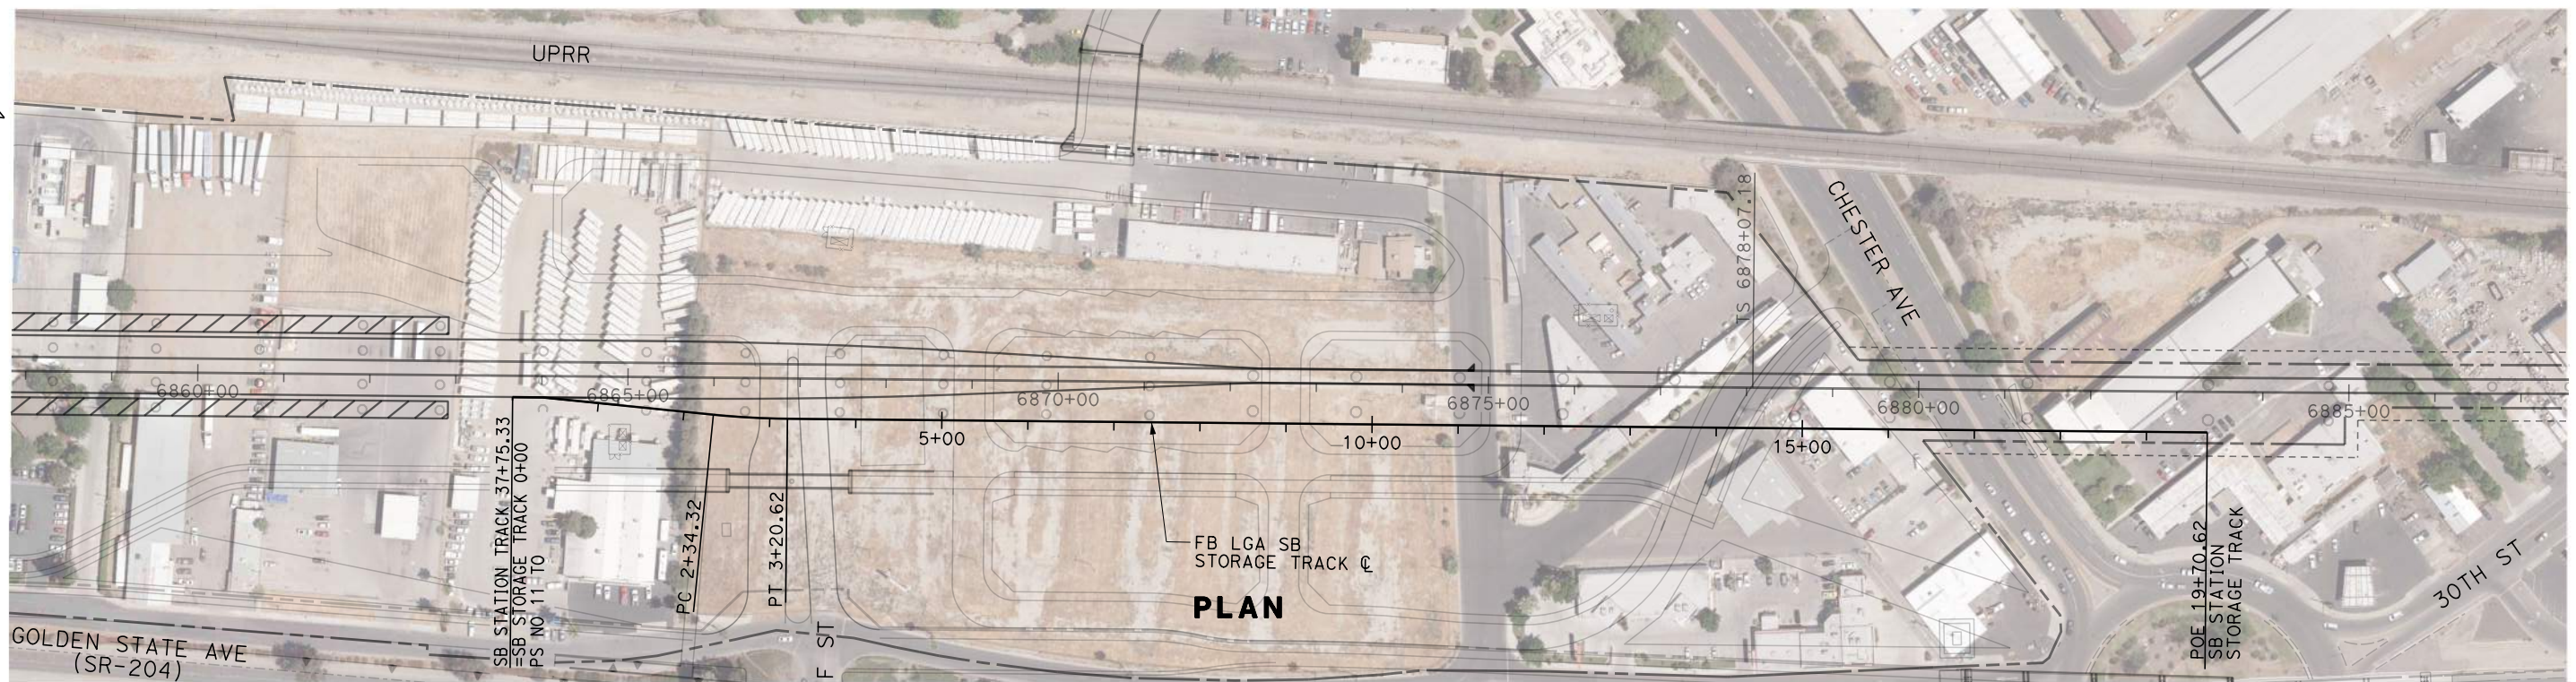 UPRR
CHESTER AVE
TS 6878+07.18
6860+00
6865+00
6870+00
6875+00
6880+00
6885+00
5+00
10+00
15+00
SB STATION TRACK 37+75.33
=SB STORAGE TRACK 0+00
PS NO. 11 TO
PC 2+34.32
PT 3+20.62
FB LGA SB
STORAGE TRACK ℄
PLAN
POE 19+70.62
SB STATION
STORAGE TRACK
30TH ST
GOLDEN STATE AVE
(SR-204)
F ST